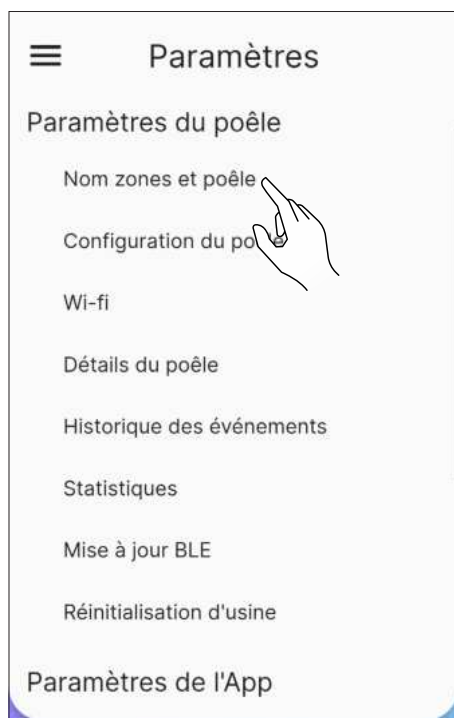 Paramètres
Paramètres du poêle
Nom zones et poêle
Configuration du poêle
Wi-fi
Détails du poêle
Historique des événements
Statistiques
Mise à jour BLE
Réinitialisation d'usine
Paramètres de l'App